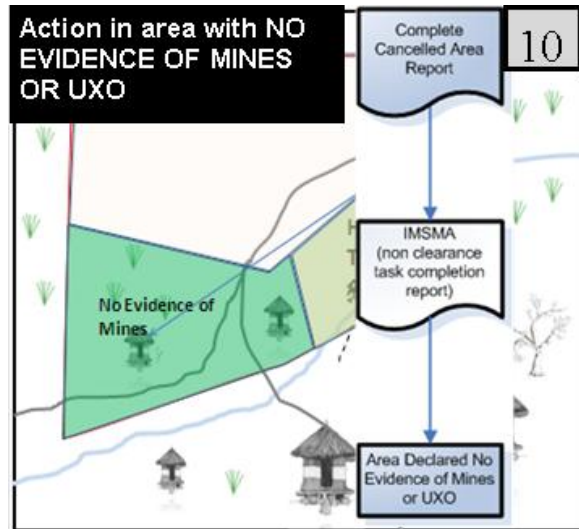 Action in area with NO
EVIDENCE OF MINES
OR UXO
Complete
Cancelled Area
Report
10
IMSMA
(non clearance
task completion
report)
No Evidence of
Mines
Area Declared No
Evidence of Mines
or UXO